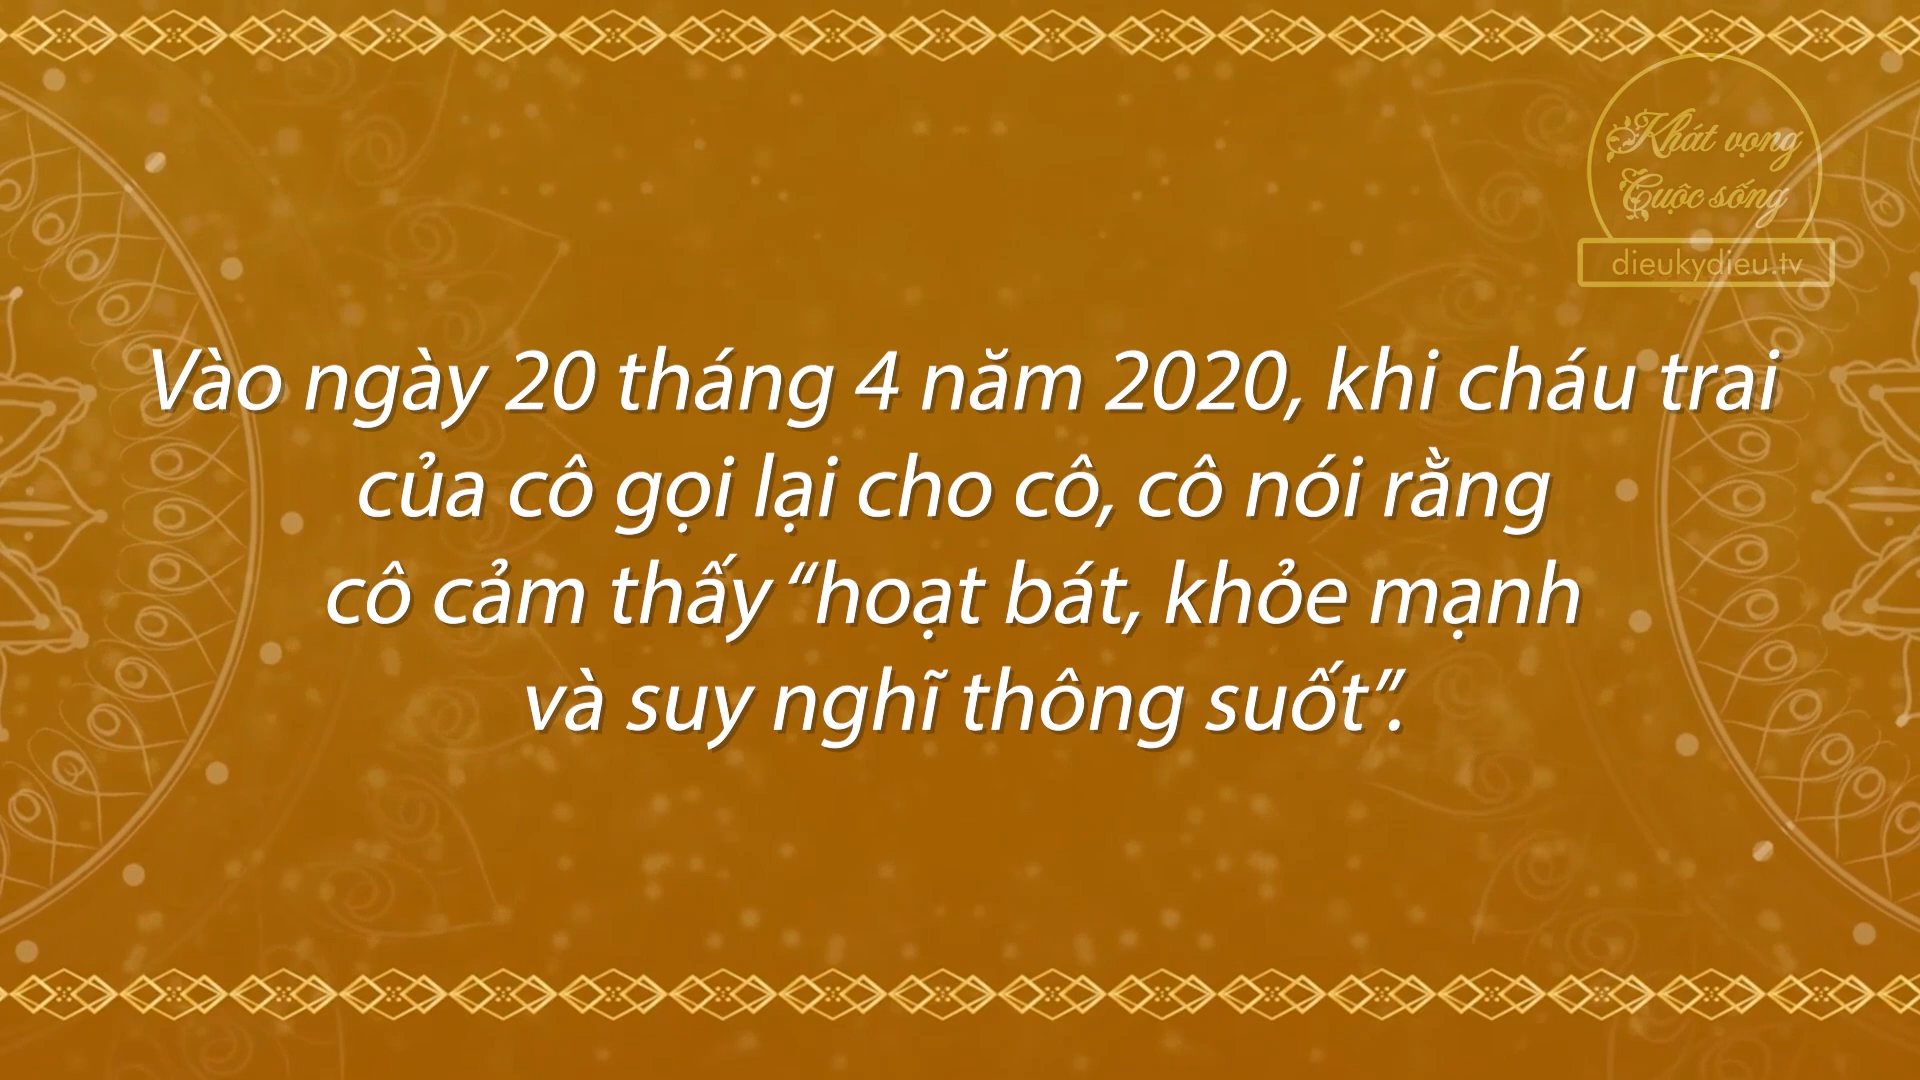 Khát vọng
Cuộc sống
dieukydieu.tv
Vào ngày 20 tháng 4 năm 2020, khi cháu trai
của cô gọi lại cho cô, cô nói rằng
cô cảm thấy “hoạt bát, khỏe mạnh
và suy nghĩ thông suốt”.